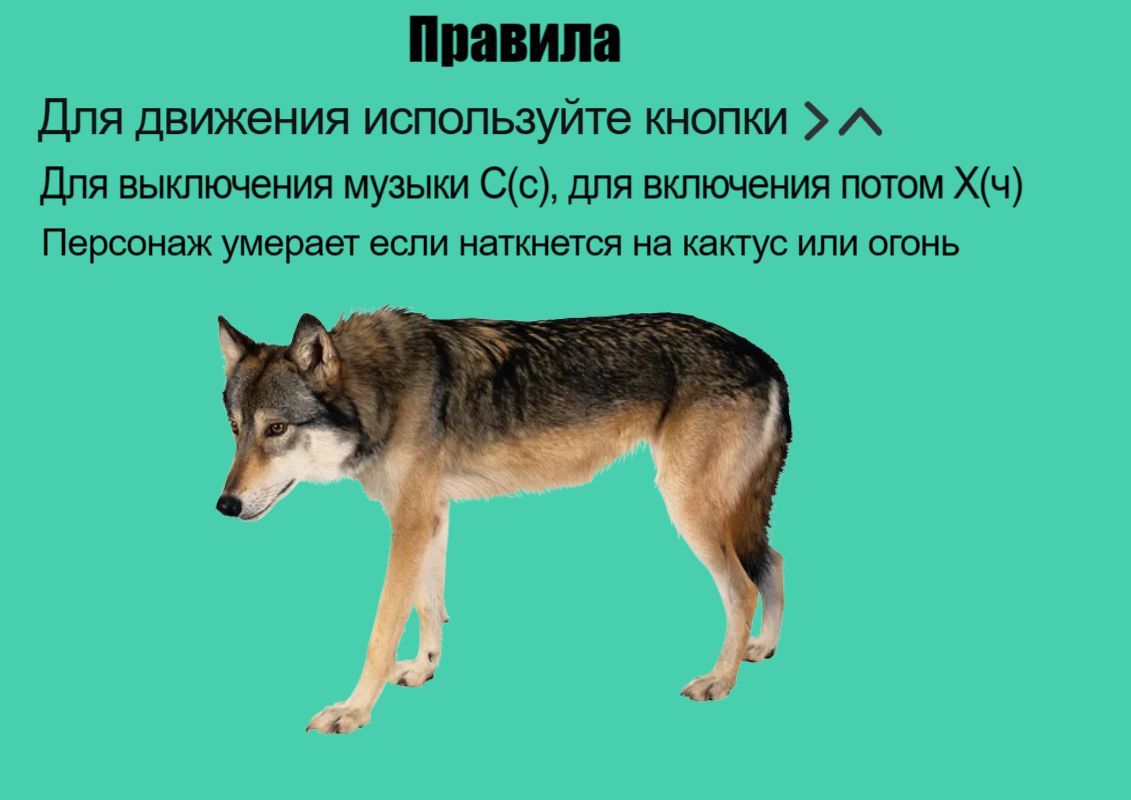 Правила
Для движения используйте кнопки > ^
Для выключения музыки C(с), для включения потом X(ч)
Персонаж умерает если наткнется на кактус или огонь